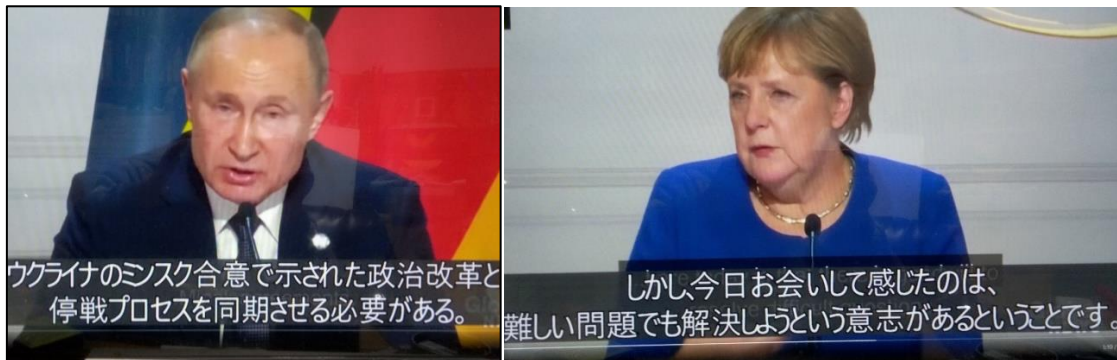 ウクライナのミンスク合意で示された政治改革と
停戦プロセスを同期させる必要がある。
しかし、今日お会いして感じたのは、
難しい問題でも解決しようという意志があるということです